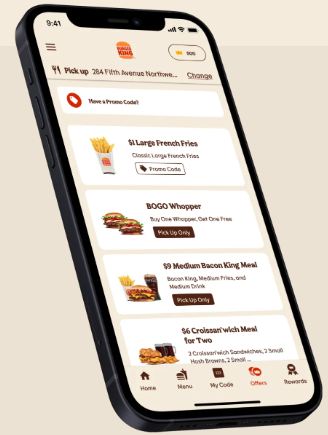 9:41
BURGER
KING
500
Pick up 284 Fifth Avenue Northwe... Change
Have a Promo Code?
$1 Large French Fries
Classic Large French Fries
Promo Code
BOGO Whopper
Buy One Whopper, Get One Free
Pick Up Only
$9 Medium Bacon King Meal
Bacon King, Medium Fries, and
Medium Drink
Pick Up Only
$6 Croissan'wich Meal
for Two
2 Croissan'wich Sandwiches, 2 Small
Hash Browns, 2 Small ...
Home Menu My Code Offers Rewards